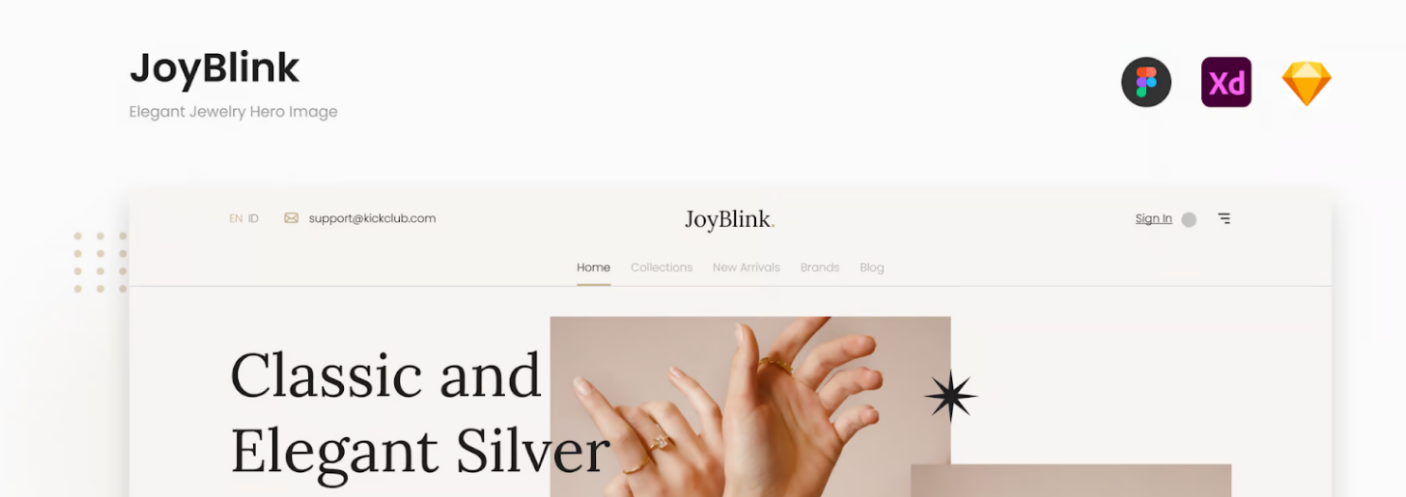 JoyBlink
Elegant Jewelry Hero Image
Xd
EN ID support@kickclub.com JoyBlink. Sign In
Home Collections New Arrivals Brands Blog
Classic and
Elegant Silver